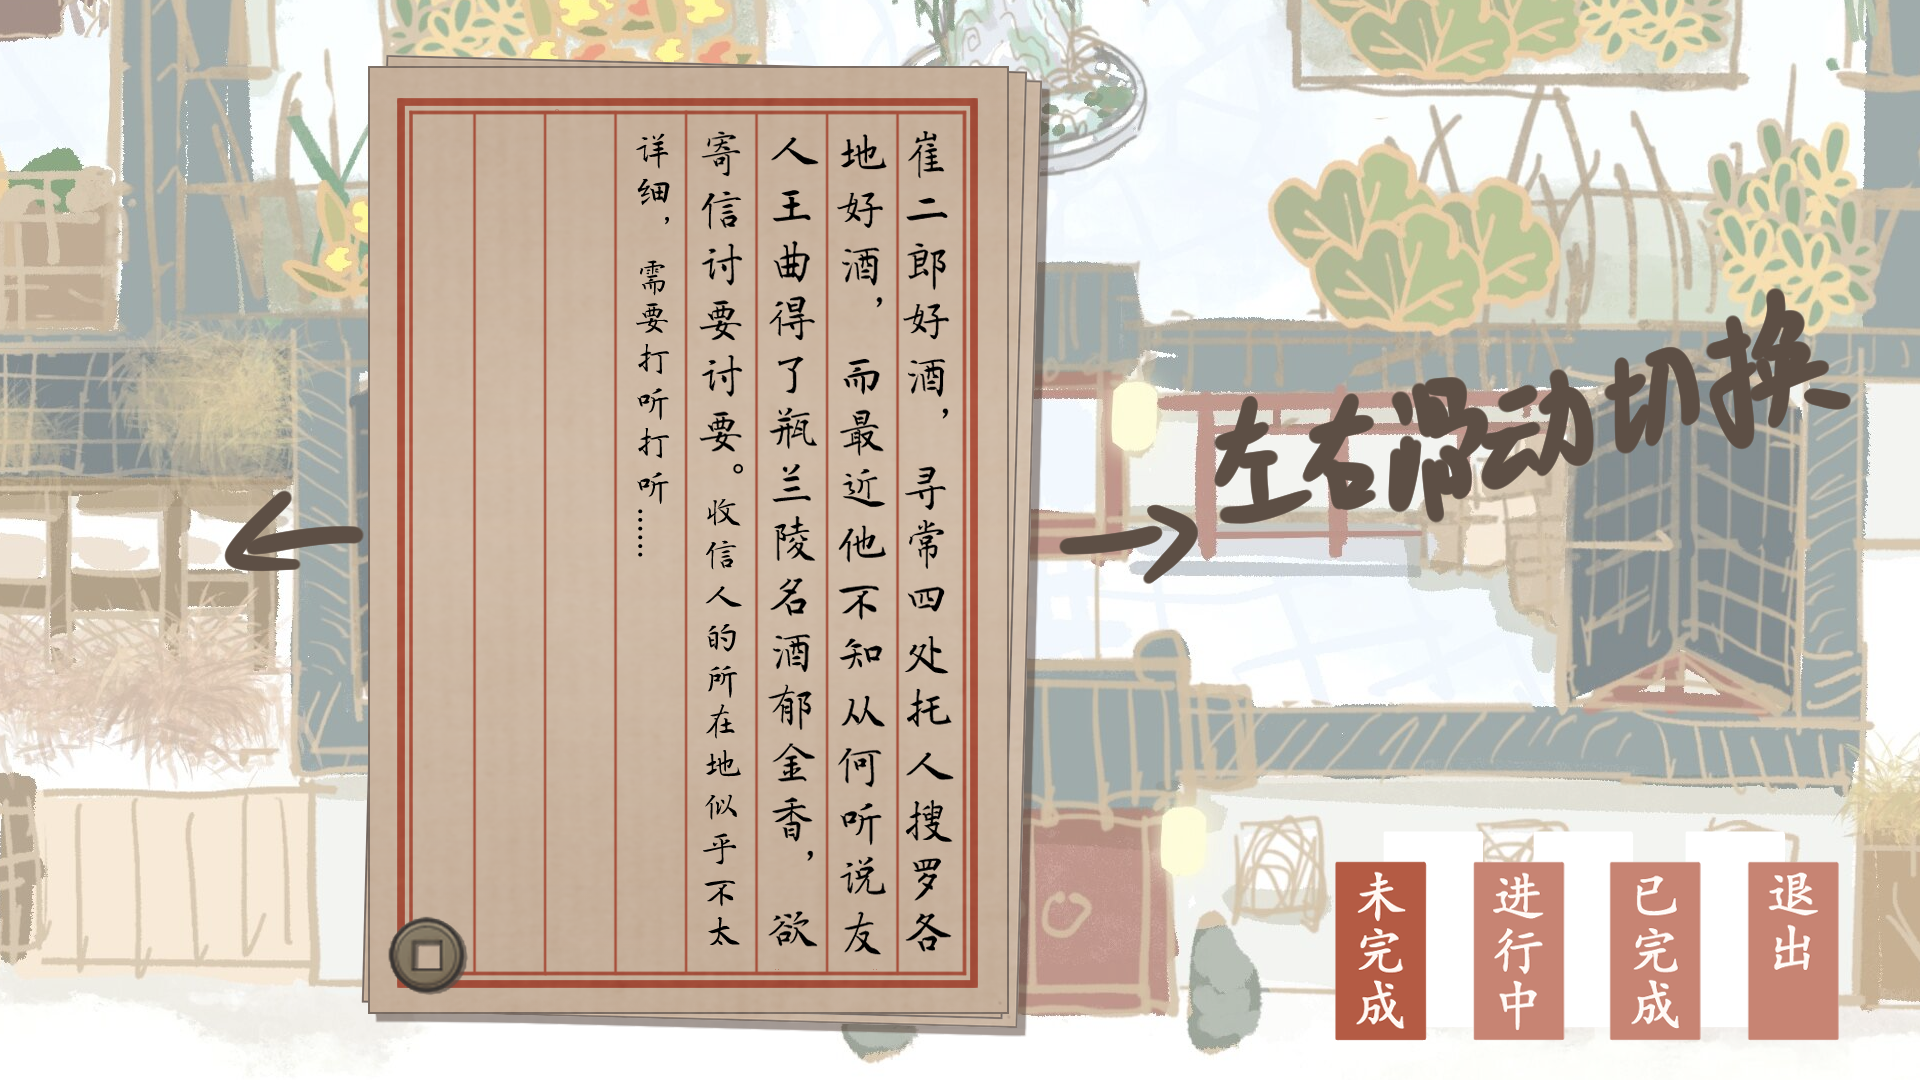 崔二郎好酒，寻常四处托人搜罗各
地好酒，而最近他不知从何听说友
人王曲得了瓶兰陵名酒郁金香，欲
寄信讨要讨要。收信人的所在地似乎不太
详细，需要打听打听……
左右滑动切换
未完成
进行中
已完成
退出